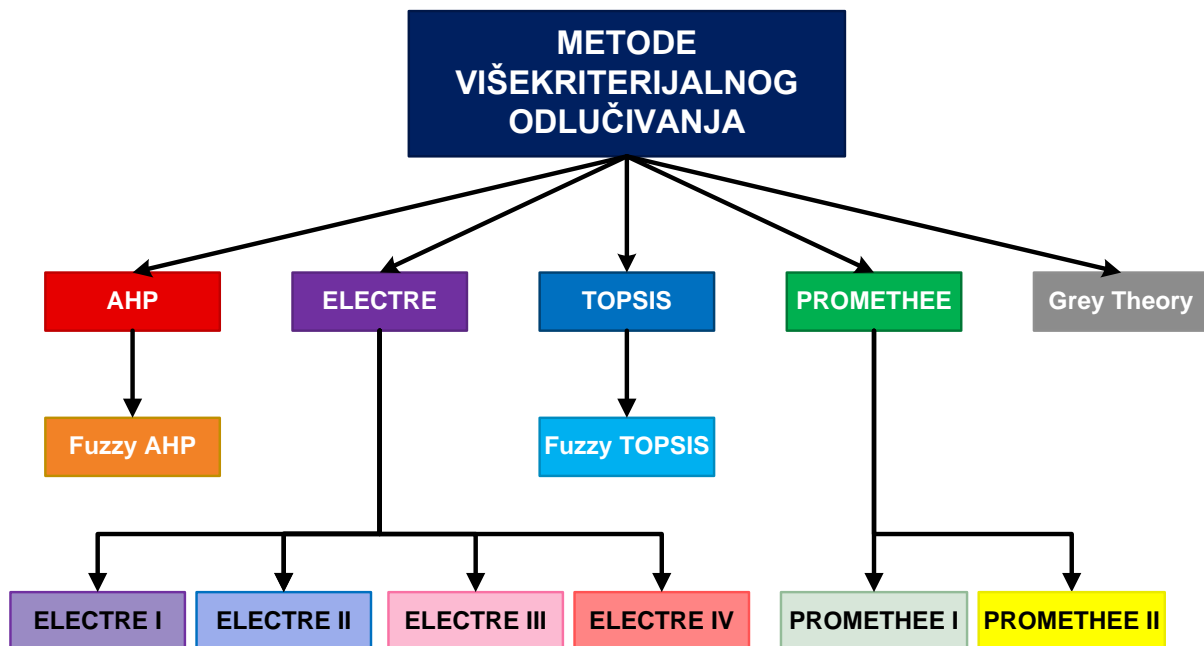 METODE
VIŠEKRITERIJALNOG
ODLUČIVANJA
AHP
ELECTRE
TOPSIS
PROMETHEE
Grey Theory
Fuzzy AHP
Fuzzy TOPSIS
ELECTRE I
ELECTRE II
ELECTRE III
ELECTRE IV
PROMETHEE I
PROMETHEE II